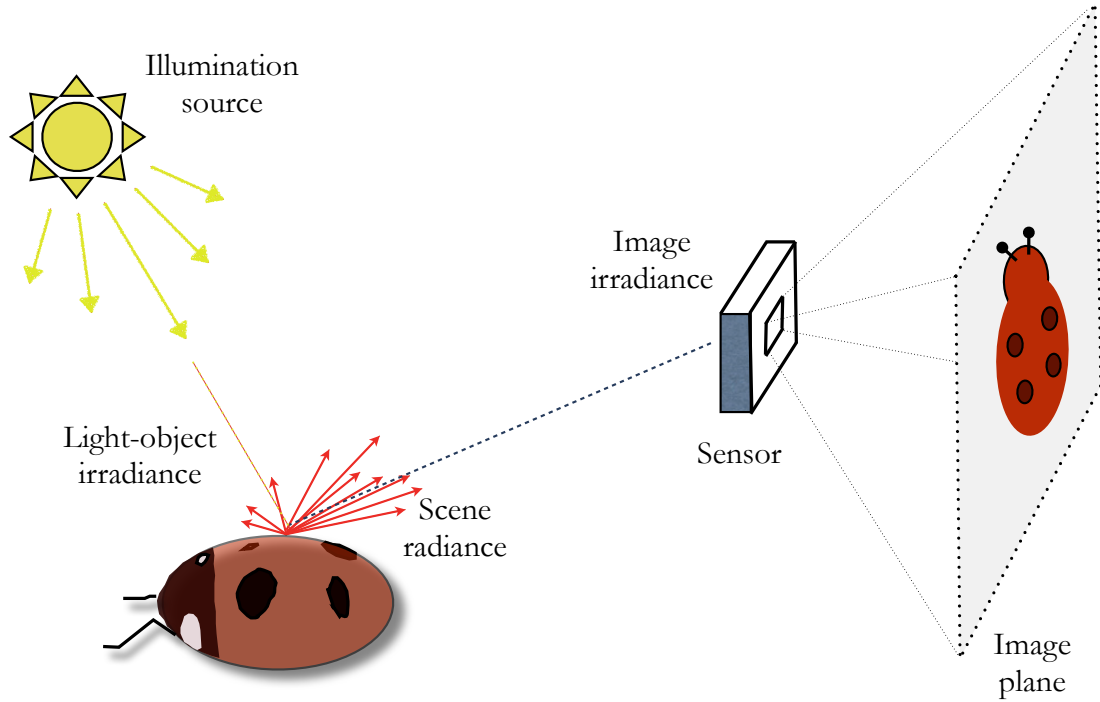 Illumination
source
Image
irradiance
Light-object
irradiance
Sensor
Scene
radiance
Image
plane